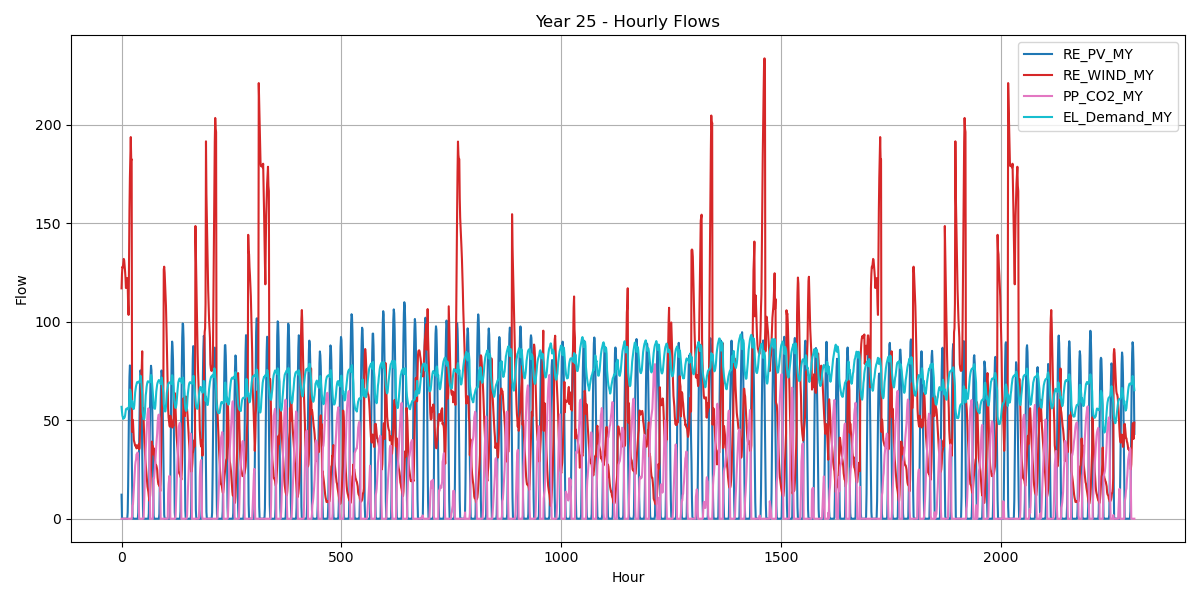 Year 25 - Hourly Flows
RE_PV_MY
RE_WIND_MY
PP_CO2_MY
EL_Demand_MY
Flow
200
150
100
50
0
0 500 1000 1500 2000
Hour